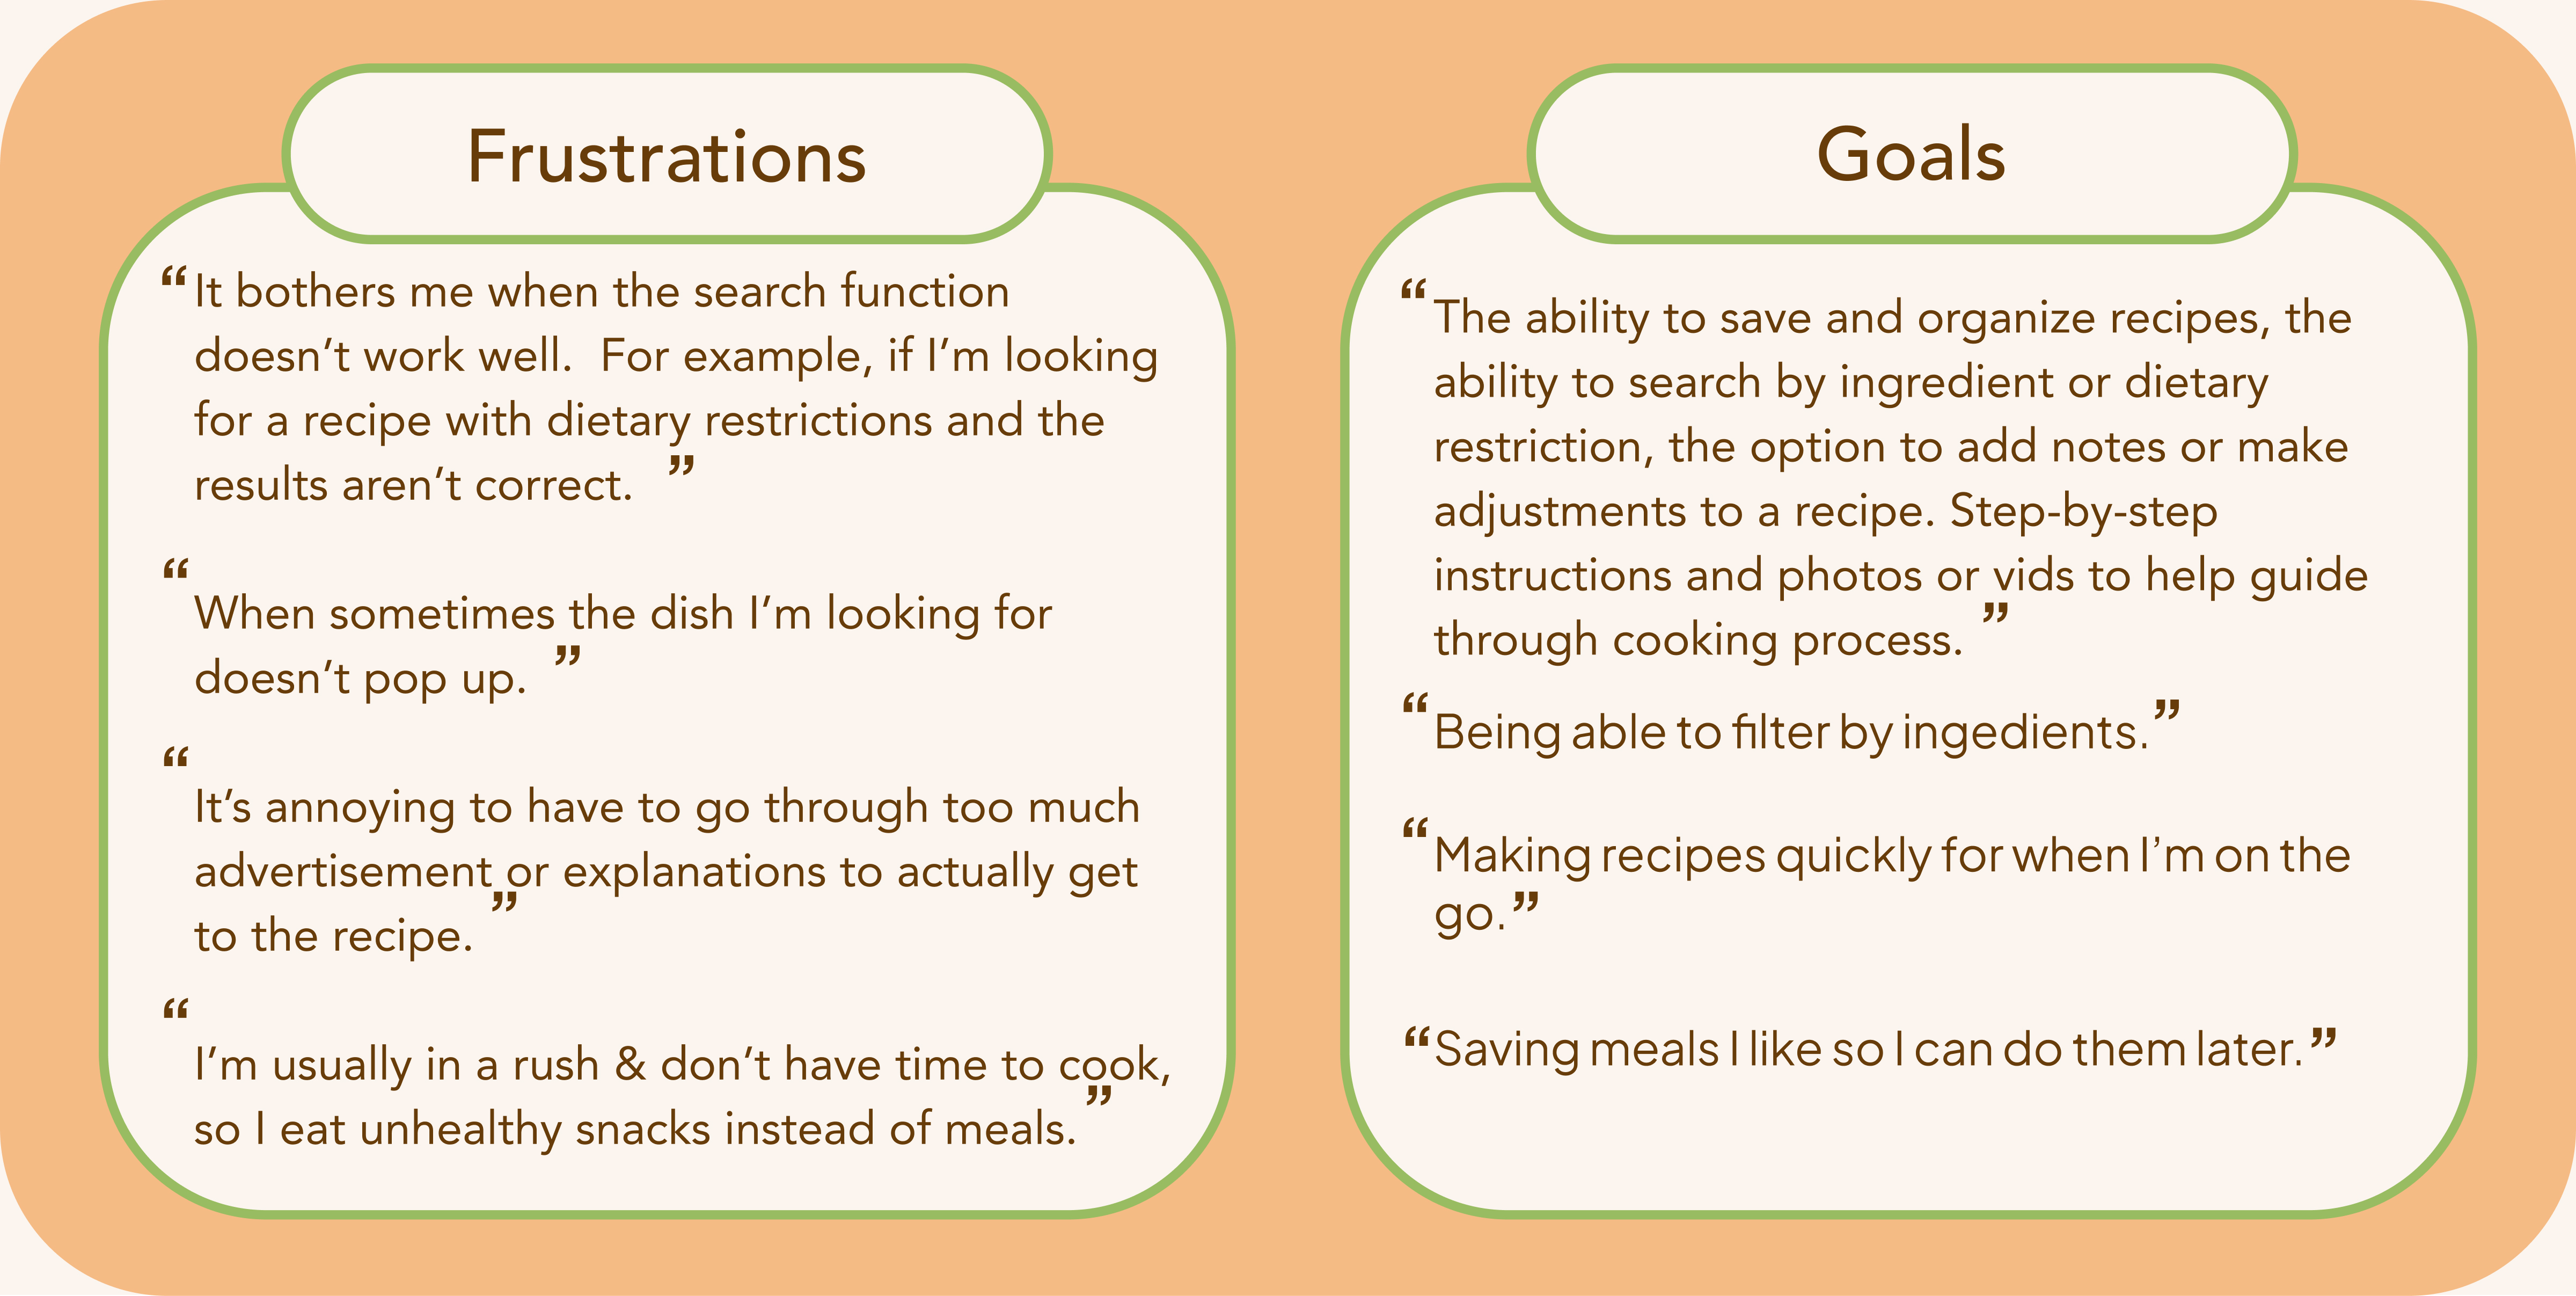 Frustrations
“It bothers me when the search function
doesn’t work well.  For example, if I’m looking
for a recipe with dietary restrictions and the
results aren’t correct. ”
“When sometimes the dish I’m looking for
doesn’t pop up. ”
“It’s annoying to have to go through too much
advertisement or explanations to actually get
to the recipe. ”
“I’m usually in a rush & don’t have time to cook,
so I eat unhealthy snacks instead of meals. ”
Goals
“The ability to save and organize recipes, the
ability to search by ingredient or dietary
restriction, the option to add notes or make
adjustments to a recipe. Step-by-step
instructions and photos or vids to help guide
through cooking process. ”
“Being able to filter by ingedients.”
“Making recipes quickly for when I’m on the
go.”
“Saving meals I like so I can do them later.”